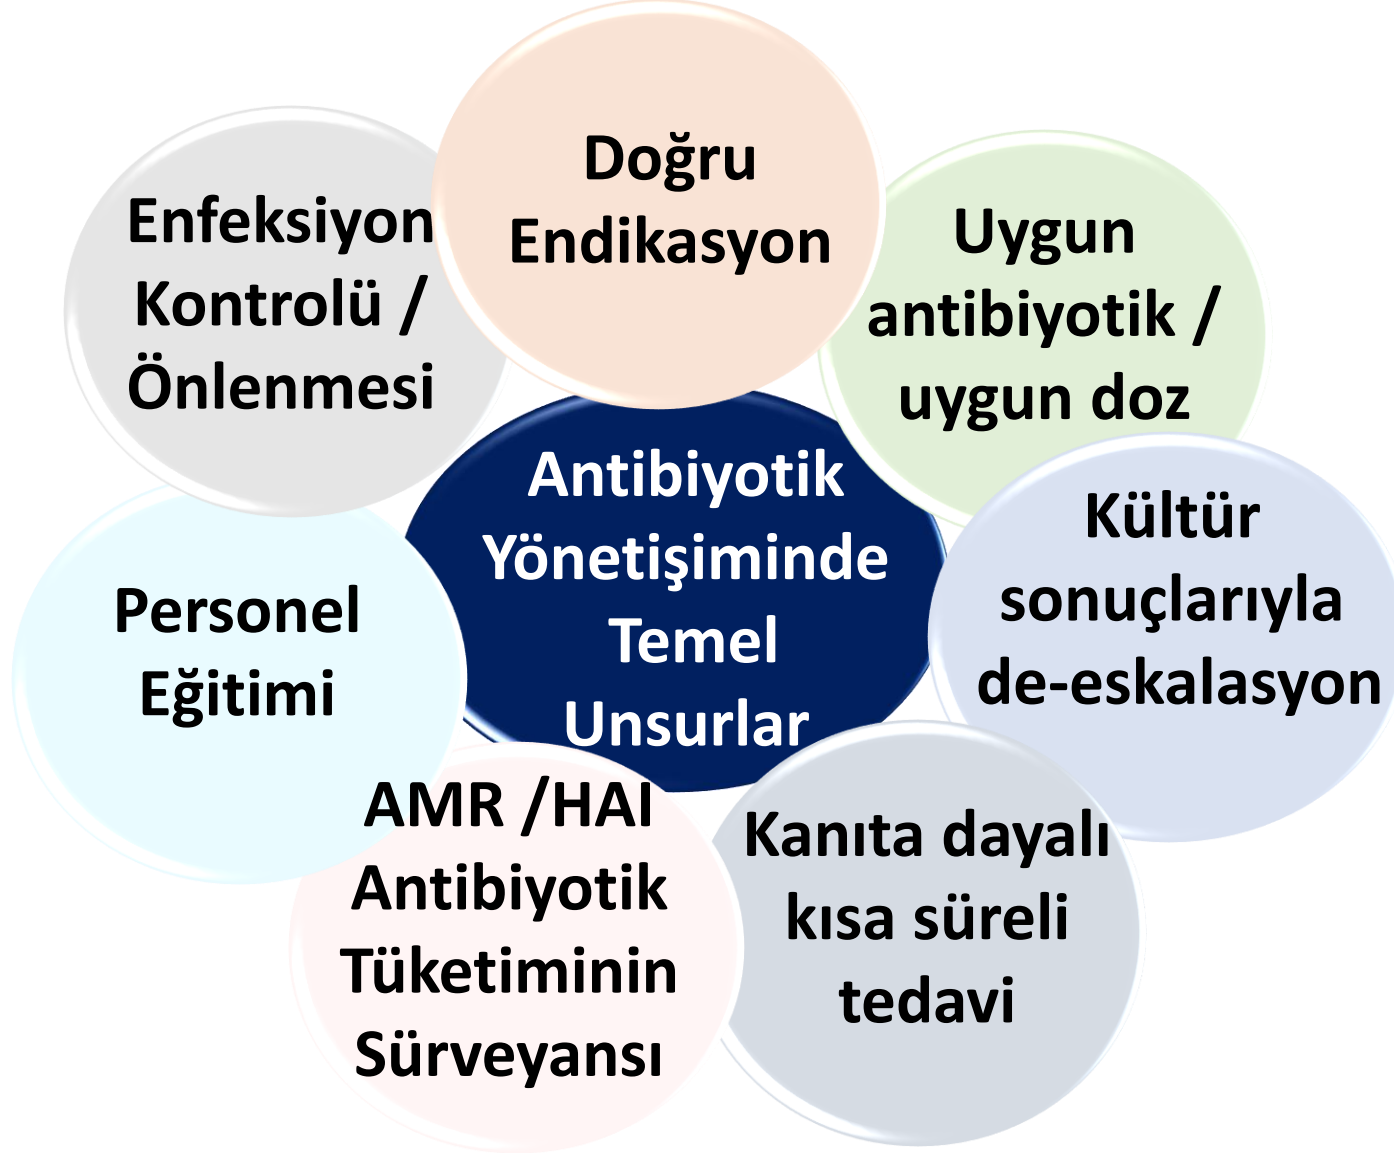 Doğru
Endikasyon
Uygun
antibiyotik /
uygun doz
Kültür
sonuçlarıyla
de-eskalasyon
Kanıta dayalı
kısa süreli
tedavi
AMR /HAI
Antibiyotik
Tüketiminin
Sürveyansı
Personel
Eğitimi
Enfeksiyon
Kontrolü /
Önlenmesi
Antibiyotik
Yönetişiminde
Temel
Unsurlar